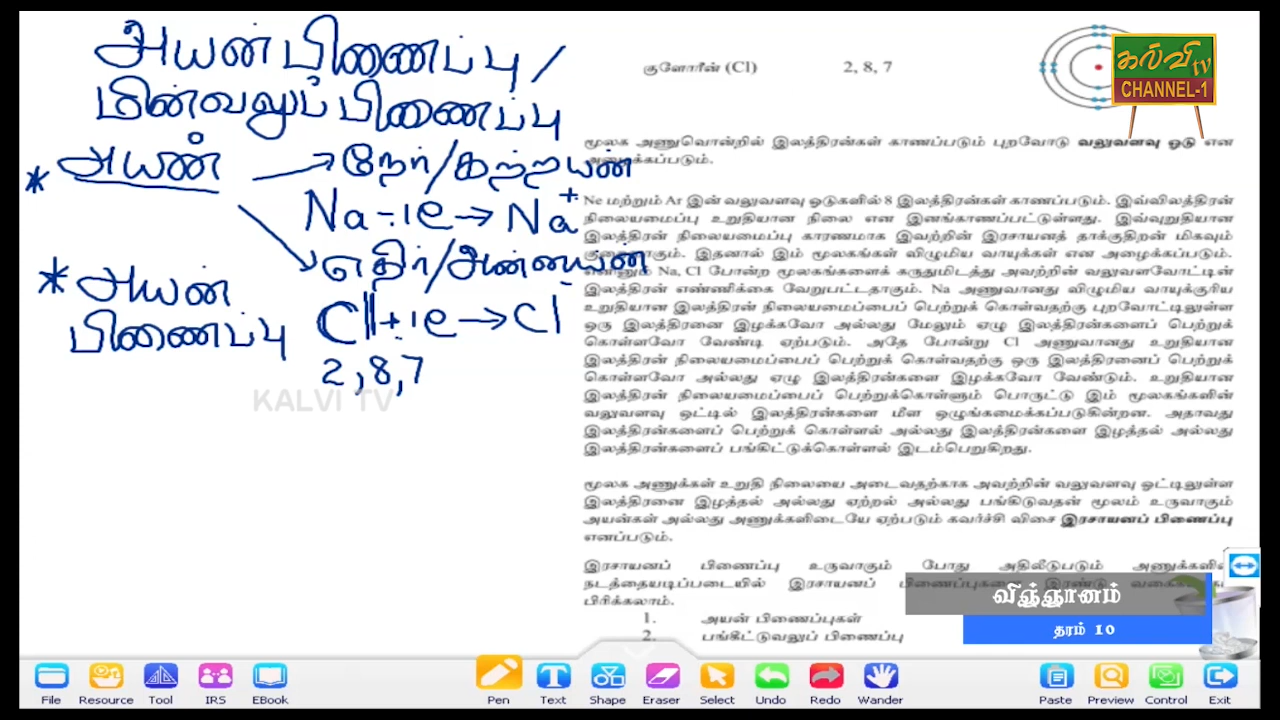 அயன் பிணைப்பு /
மின்வலுப் பிணைப்பு
* அயன் → நேர்/கற்றயன்
Na - 1e → Na+
எதிர்/அன்னயன்
* அயன்
பிணைப்பு
Cl + 1e → Cl
2,8,7
KALVI TV
குளோரீன் (Cl) 2, 8, 7
கல்வி TV
CHANNEL-1
மூலக அணுவொன்றில் இலத்திரன்கள் காணப்படும் புறவோடு வலுவளவு ஓடு என
அழைக்கப்படும்.
Ne மற்றும் Ar இன் வலுவளவு ஓடுகளில் 8 இலத்திரன்கள் காணப்படும். இவ்விலத்திரன்
நிலையமைப்பு உறுதியான நிலை என இனங்காணப்பட்டுள்ளது. இவ்வுறுதியான
இலத்திரன் நிலையமைப்பு காரணமாக இவற்றின் இரசாயனத் தாக்குதிறன் மிகவும்
குறைவாகும். இதனால் இம் மூலகங்கள் விழுமிய வாயுக்கள் என அழைக்கப்படும்.
எனினும் Na, Cl போன்ற மூலகங்களைக் கருதுமிடத்து அவற்றின் வலுவளவோட்டின்
இலத்திரன் எண்ணிக்கை வேறுபட்டதாகும். Na அணுவானது விழுமிய வாயுக்குரிய
உறுதியான இலத்திரன் நிலையமைப்பைப் பெற்றுக் கொள்வதற்கு புறவோட்டிலுள்ள
ஒரு இலத்திரனை இழக்கவோ அல்லது மேலும் ஏழு இலத்திரன்களைப் பெற்றுக்
கொள்ளவோ வேண்டி ஏற்படும். அதே போன்று Cl அணுவானது உறுதியான
இலத்திரன் நிலையமைப்பைப் பெற்றுக் கொள்வதற்கு ஒரு இலத்திரனைப் பெற்றுக்
கொள்ளவோ அல்லது ஏழு இலத்திரன்களை இழக்கவோ வேண்டும். உறுதியான
இலத்திரன் நிலையமைப்பைப் பெற்றுக்கொள்ளும் பொருட்டு இம் மூலகங்களின்
வலுவளவு ஒட்டில் இலத்திரன்களை மீள ஒழுங்கமைக்கப்படுகின்றன. அதாவது
இலத்திரன்களைப் பெற்றுக் கொள்ளல் அல்லது இலத்திரன்களை இழத்தல் அல்லது
இலத்திரன்களைப் பங்கிட்டுக்கொள்ளல் இடம்பெறுகிறது.
மூலக அணுக்கள் உறுதி நிலையை அடைவதற்காக அவற்றின் வலுவளவு ஓட்டிலுள்ள
இலத்திரனை இழத்தல் அல்லது ஏற்றல் அல்லது பங்கிடுவதன் மூலம் உருவாகும்
அயன்கள் அல்லது அணுக்களிடையே ஏற்படும் கவர்ச்சி விசை இரசாயனப் பிணைப்பு
எனப்படும்.
இரசாயனப் பிணைப்பு உருவாகும் போது அதிலீடுபடும் அணுக்களின்
நடத்தையடிப்படையில் இரசாயனப் பிணைப்புகளை இரண்டு
பிரிக்கலாம்.
1. அயன் பிணைப்புகள்
2. பங்கீட்டுவலுப் பிணைப்பு
விஞ்ஞானம்
தரம் 10
File Resource Tool IRS EBook Pen Text Shape Eraser Select Undo Redo Wander Paste Preview Control Exit